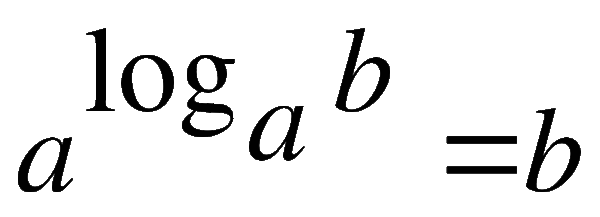 a^{log_a b} = b